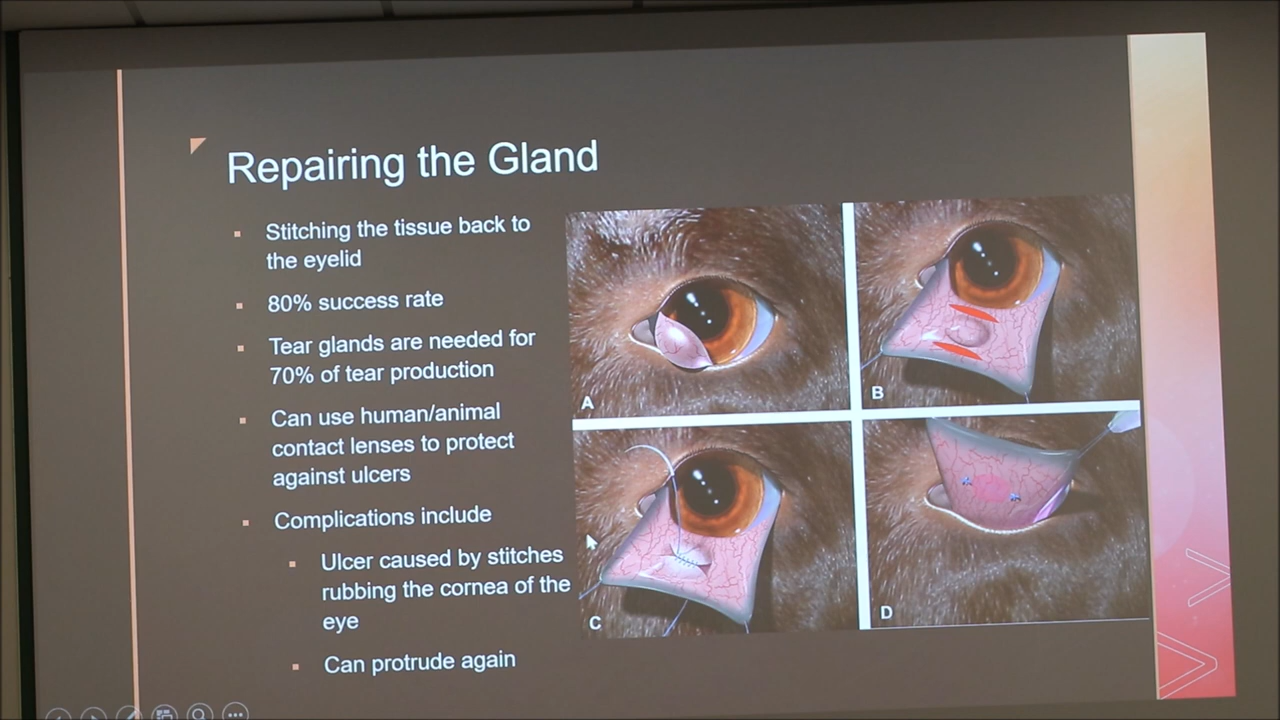 Repairing the Gland
Stitching the tissue back to
the eyelid
80% success rate
Tear glands are needed for
70% of tear production
Can use human/animal
contact lenses to protect
against ulcers
Complications include
Ulcer caused by stitches
rubbing the cornea of the
eye
Can protrude again
A
B
C
D